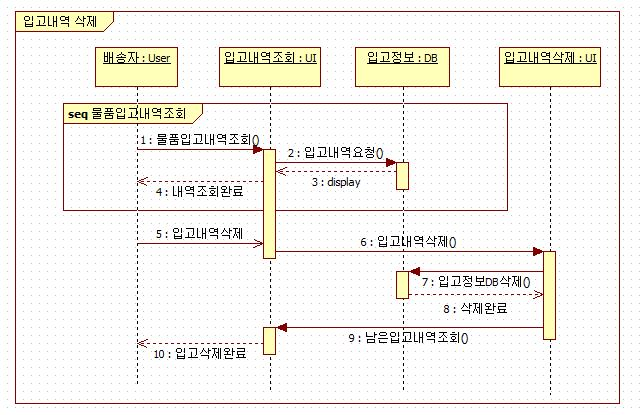 입고내역 삭제
배송자 : User
입고내역조회 : UI
입고정보 : DB
입고내역삭제 : UI
seq 물품입고내역조회
1 : 물품입고내역조회()
2 : 입고내역요청()
3 : display
4 : 내역조회완료
5 : 입고내역삭제
6 : 입고내역삭제()
7 : 입고정보DB삭제()
8 : 삭제완료
9 : 남은입고내역조회()
10 : 입고삭제완료